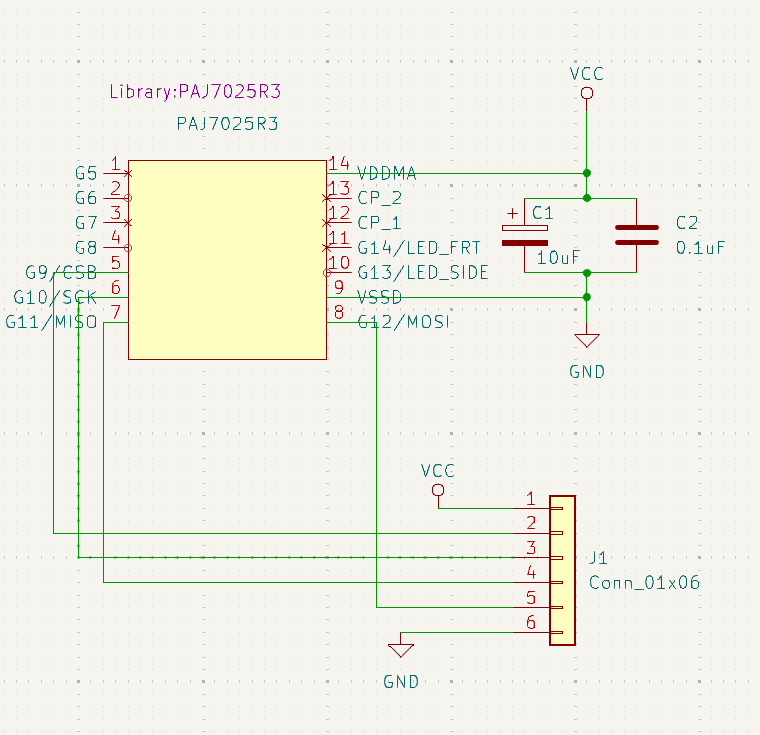 VCC
Library:PAJ7025R3
PAJ7025R3
1 14
G5 VDDMA
2 13
G6 CP_2
3 12
G7 CP_1
4 11
G8 G14/LED_FRT
5 10
G9/CSB G13/LED_SIDE
6 9
G10/SCK VSSD
7 8
G11/MISO G12/MOSI
+ C1
10uF
C2
0.1uF
GND
VCC
1
2
3
4
5
6
J1
Conn_01x06
GND